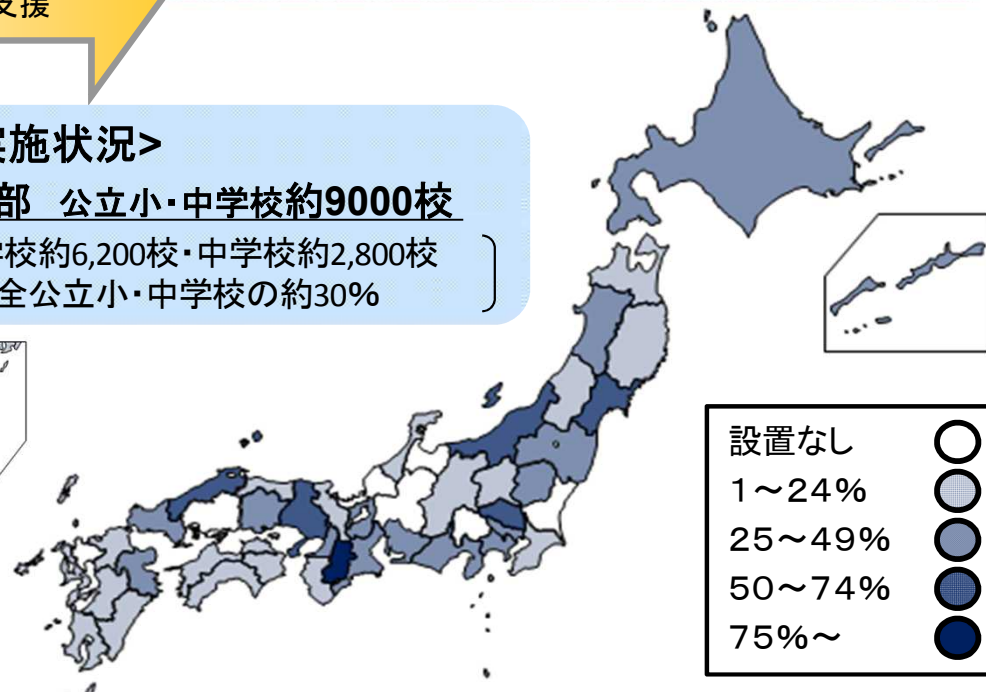 支援
実施状況>
部 公立小・中学校約9000校
学校約6,200校・中学校約2,800校
全公立小・中学校の約30%
設置なし
1～24%
25～49%
50～74%
75%～